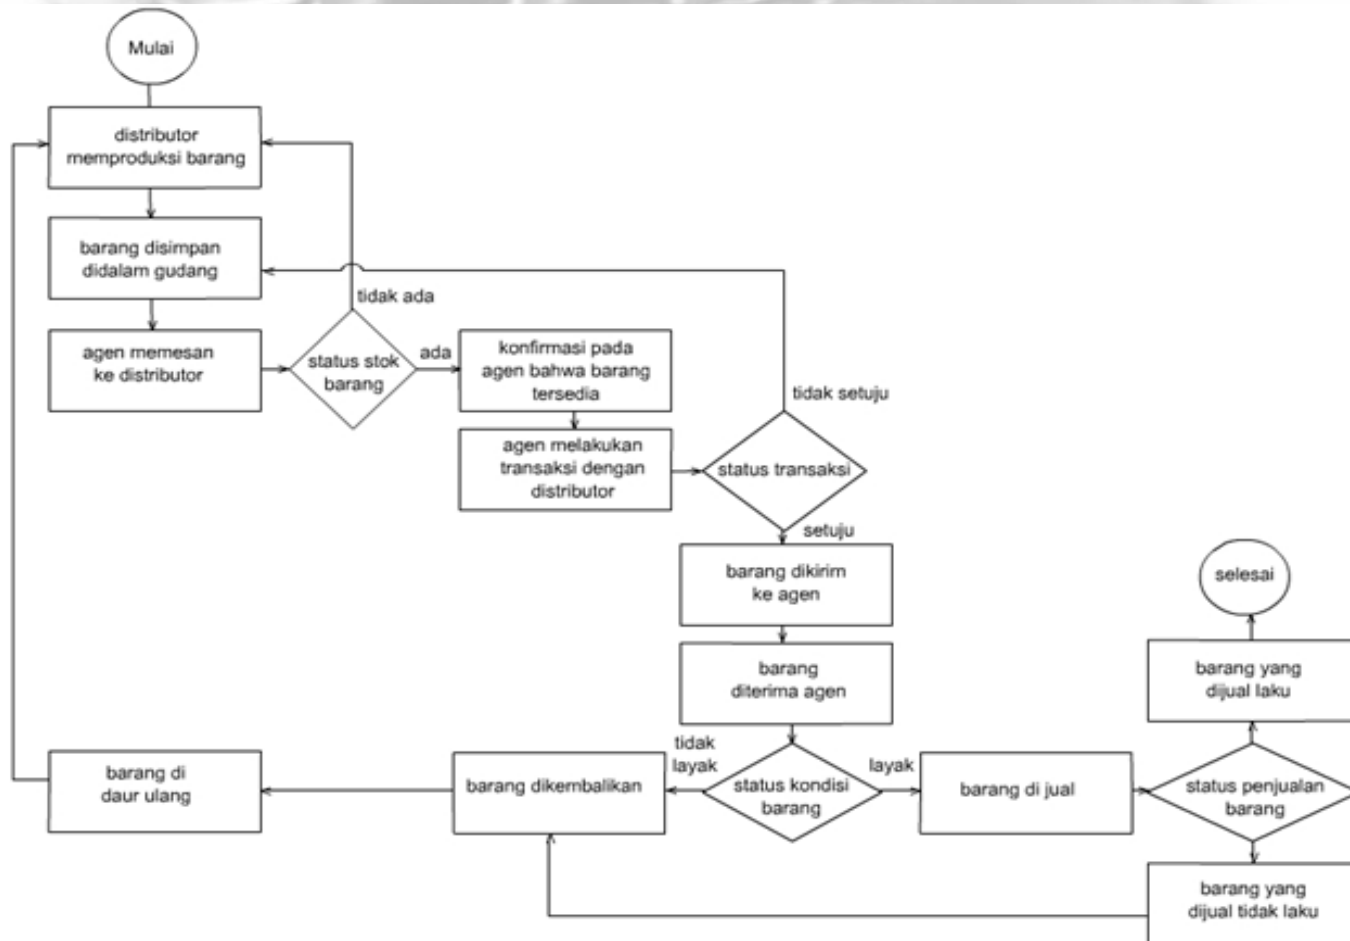 Mulai
distributor
memproduksi barang
barang disimpan
didalam gudang
tidak ada
agen memesan
ke distributor
status stok
barang
ada
konfirmasi pada
agen bahwa barang
tersedia
tidak setuju
agen melakukan
transaksi dengan
distributor
status transaksi
setuju
barang dikirim
ke agen
selesai
barang
diterima agen
barang yang
dijual laku
tidak
layak
layak
barang di
daur ulang
barang dikembalikan
status kondisi
barang
barang di jual
status penjualan
barang
barang yang
dijual tidak laku